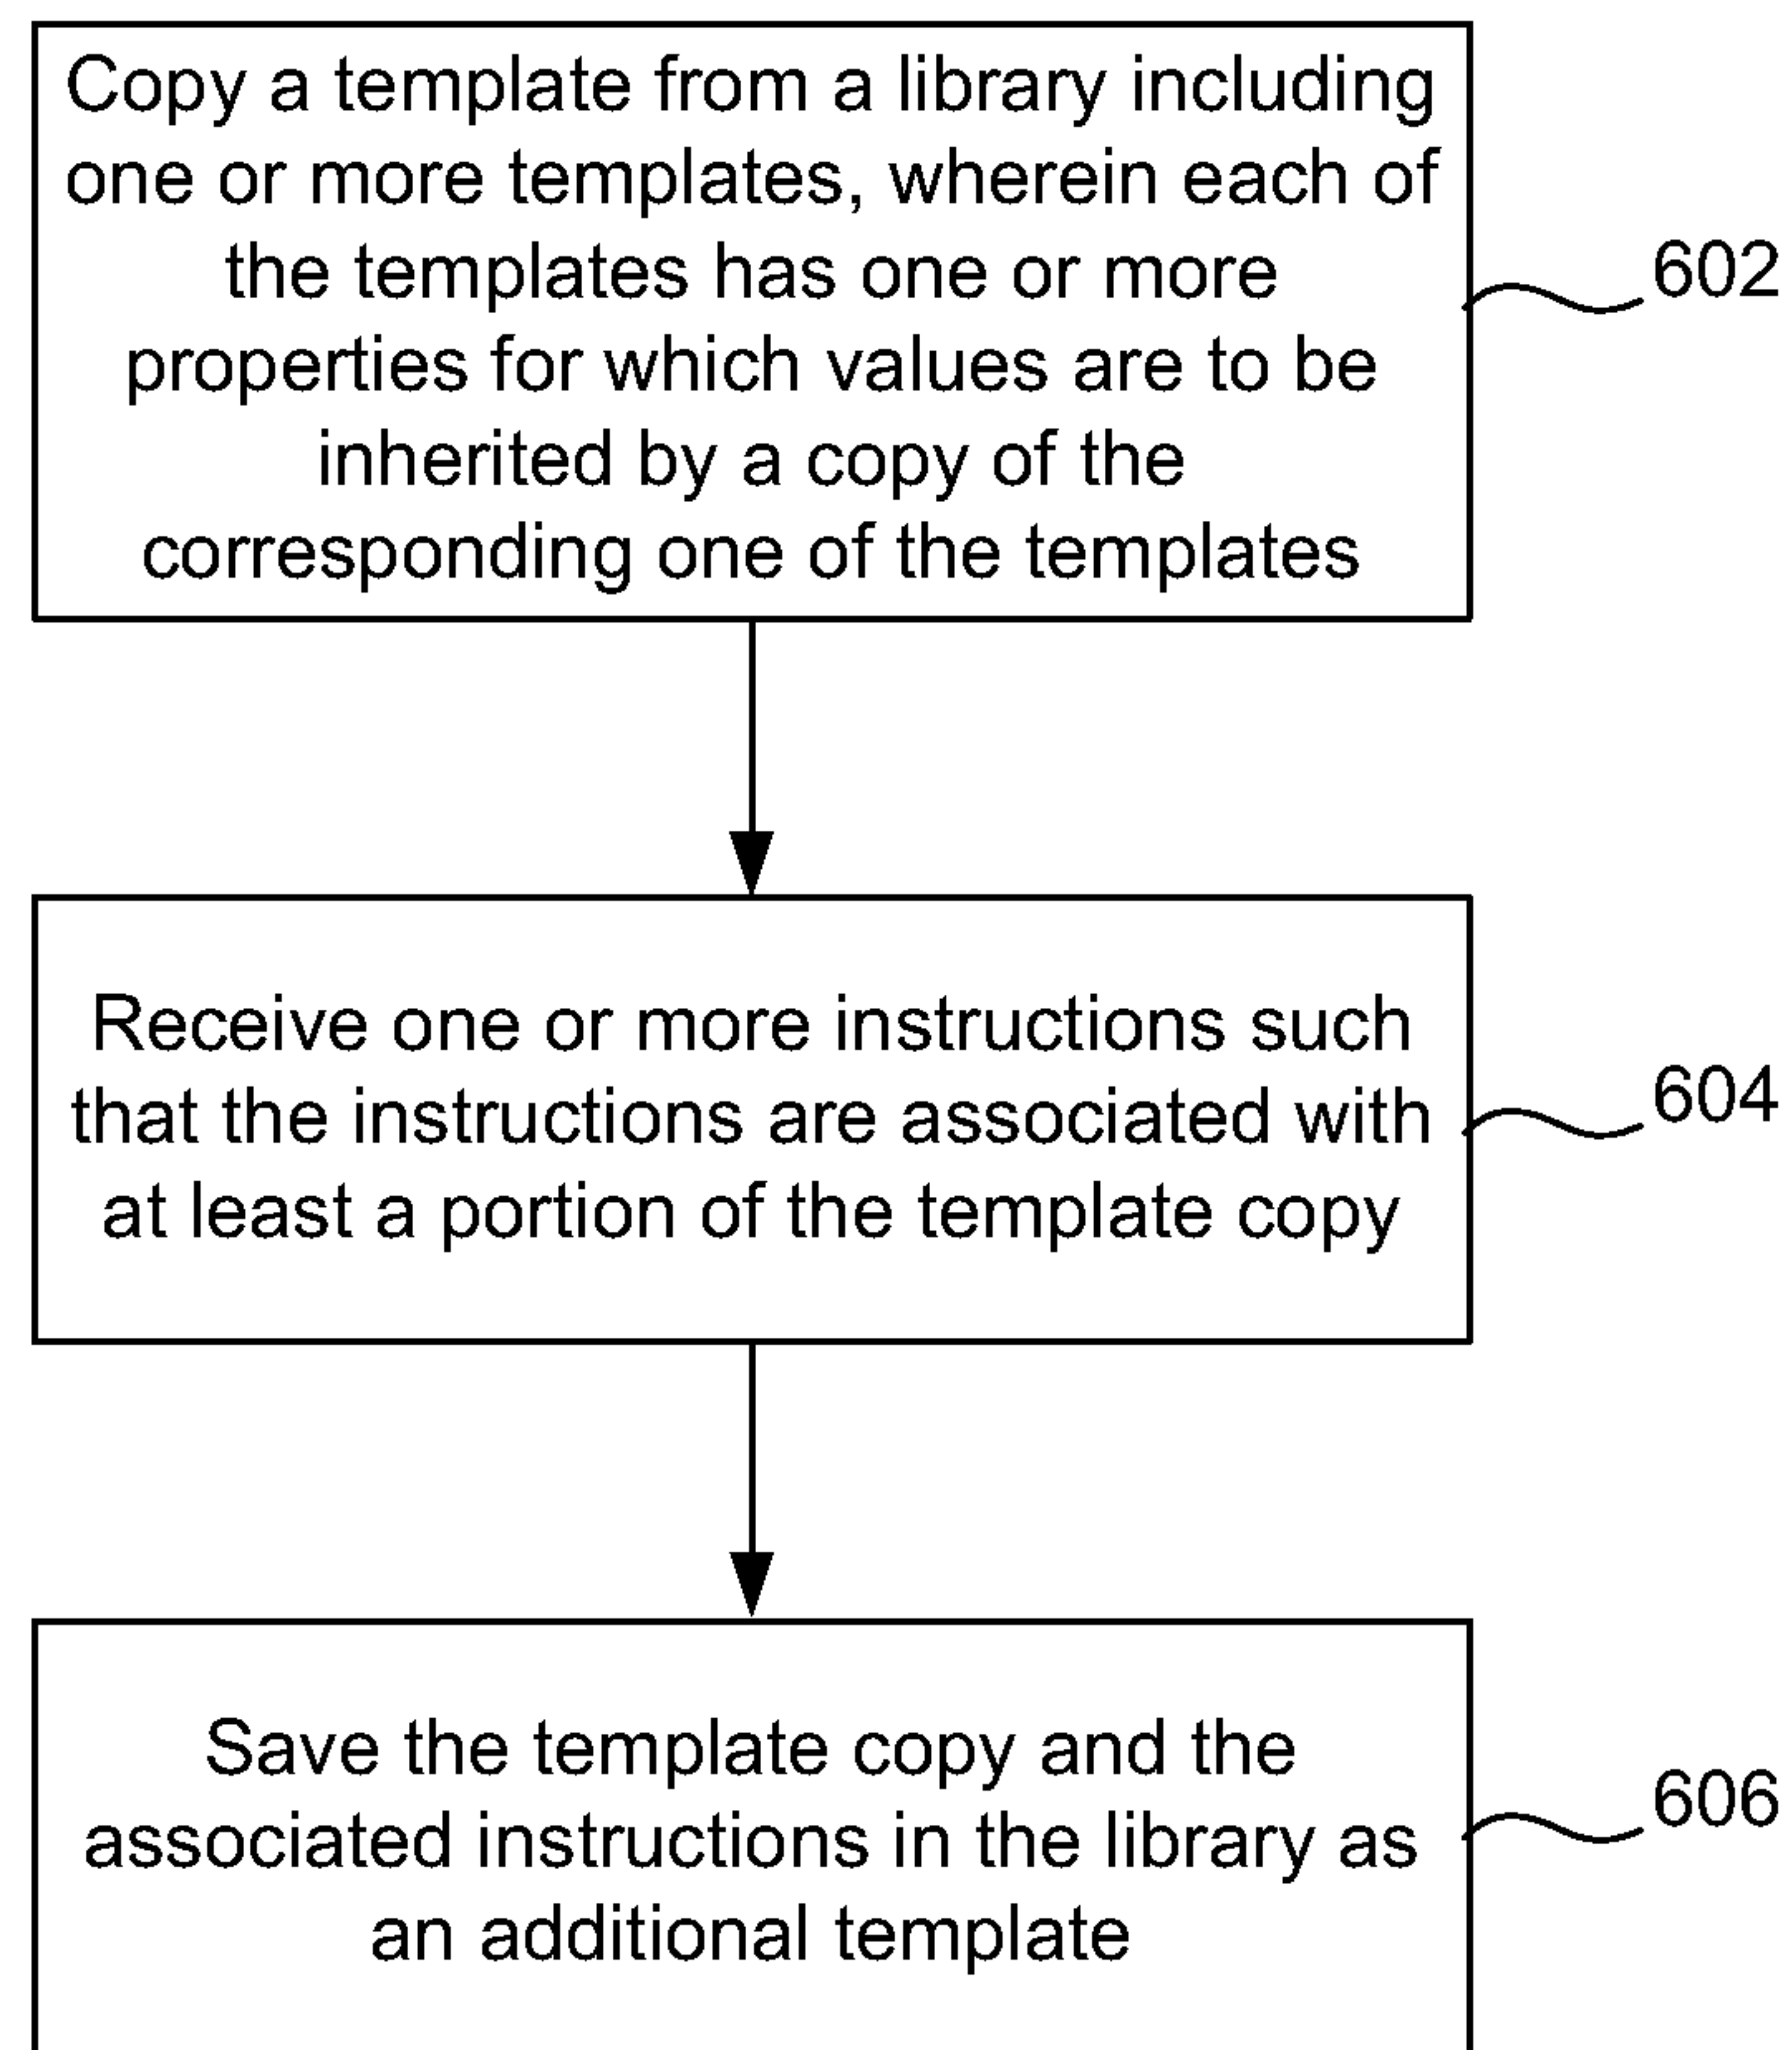 Copy a template from a library including
one or more templates, wherein each of
the templates has one or more
properties for which values are to be
inherited by a copy of the
corresponding one of the templates
602
Receive one or more instructions such
that the instructions are associated with
at least a portion of the template copy
604
Save the template copy and the
associated instructions in the library as
an additional template
606